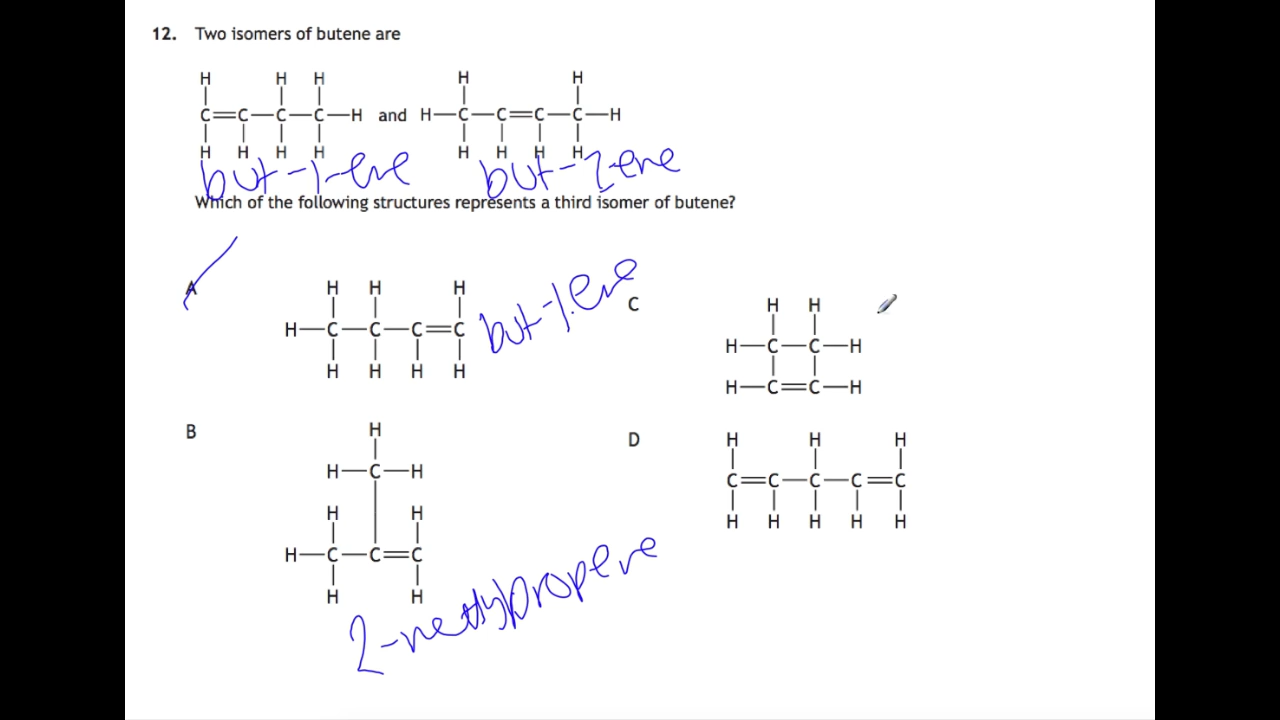 12. Two isomers of butene are
H H H H H
C=C-C-C-H and H-C-C=C-C-H
H H H H H H H H
but-1-ene but-2-ene
Which of the following structures represents a third isomer of butene?
A
H H H
H-C-C-C=C
H H H H
but-1-ene
C
H H
H-C-C-H
H-C=C-H
B
H
H-C-H
H H
H-C-C=C
H H
2-methylpropene
D
H H H
C=C-C-C=C
H H H H H